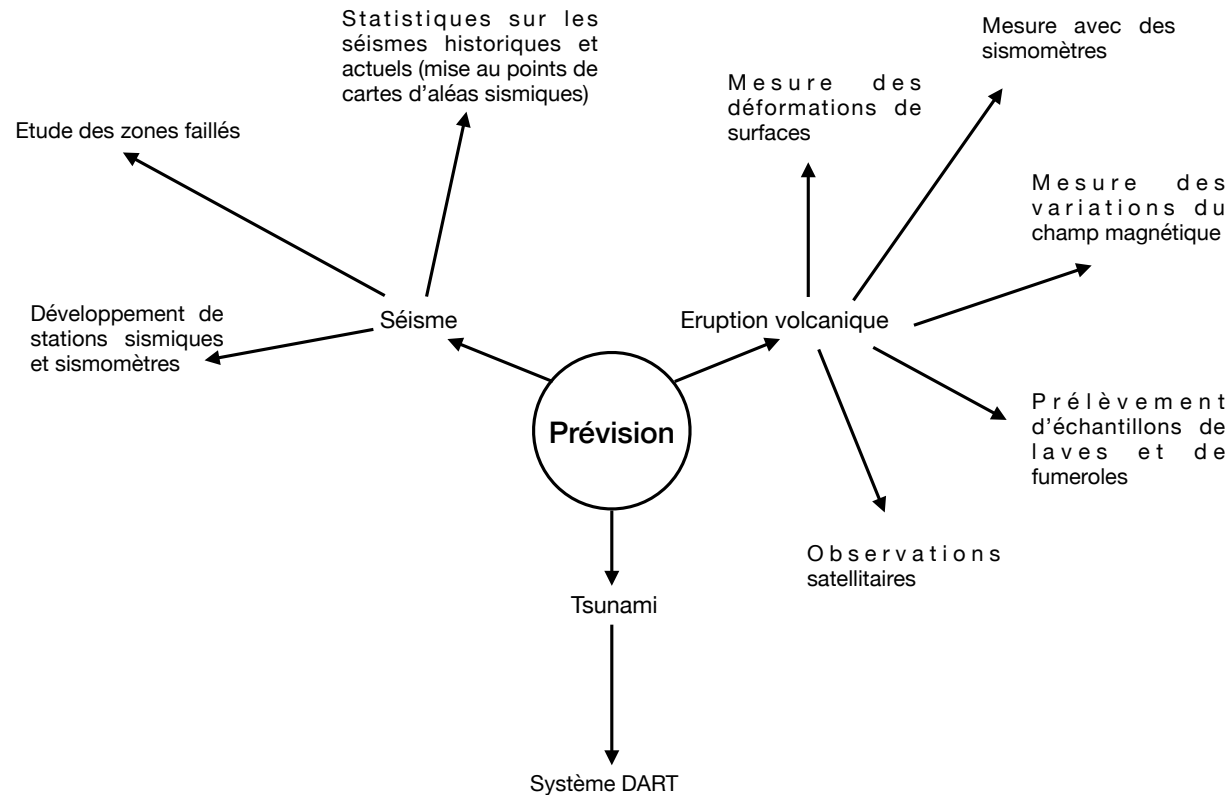 Statistiques sur les
séismes historiques et
actuels (mise au points de
cartes d'aléas sismiques)
Mesure avec des
sismomètres
Mesure des
déformations de
surfaces
Etude des zones faillés
Mesure des
variations du
champ magnétique
Développement de
stations sismiques
et sismomètres
Séisme
Eruption volcanique
Prévision
Prélèvement
d'échantillons de
laves et de
fumeroles
Observations
satellitaires
Tsunami
Système DART